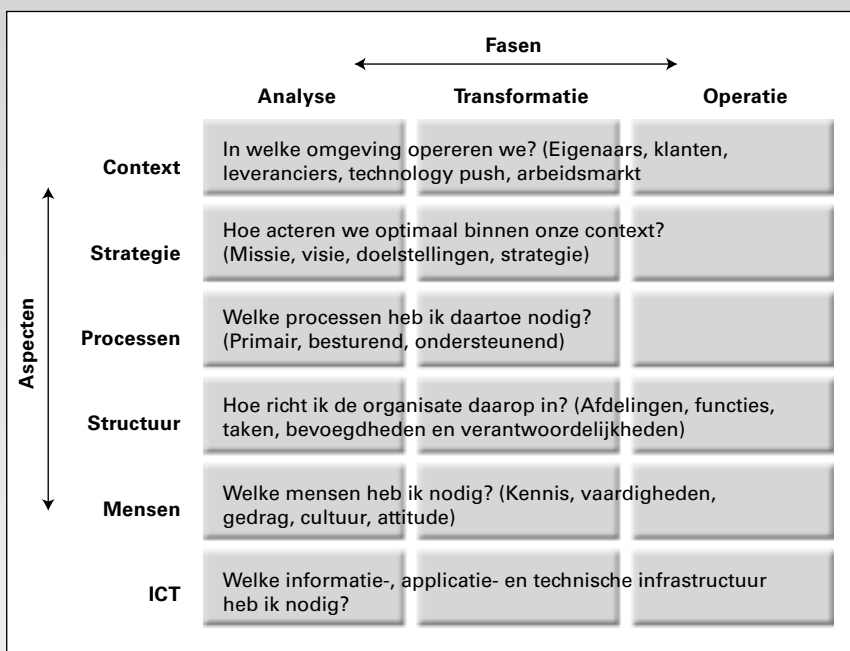 Fasen
Analyse Transformatie Operatie
Aspecten
Context
In welke omgeving opereren we? (Eigenaars, klanten,
leveranciers, technology push, arbeidsmarkt
Strategie
Hoe acteren we optimaal binnen onze context?
(Missie, visie, doelstellingen, strategie)
Processen
Welke processen heb ik daartoe nodig?
(Primair, besturend, ondersteunend)
Structuur
Hoe richt ik de organisate daarop in? (Afdelingen, functies,
taken, bevoegdheden en verantwoordelijkheden)
Mensen
Welke mensen heb ik nodig? (Kennis, vaardigheden,
gedrag, cultuur, attitude)
ICT
Welke informatie-, applicatie- en technische infrastructuur
heb ik nodig?